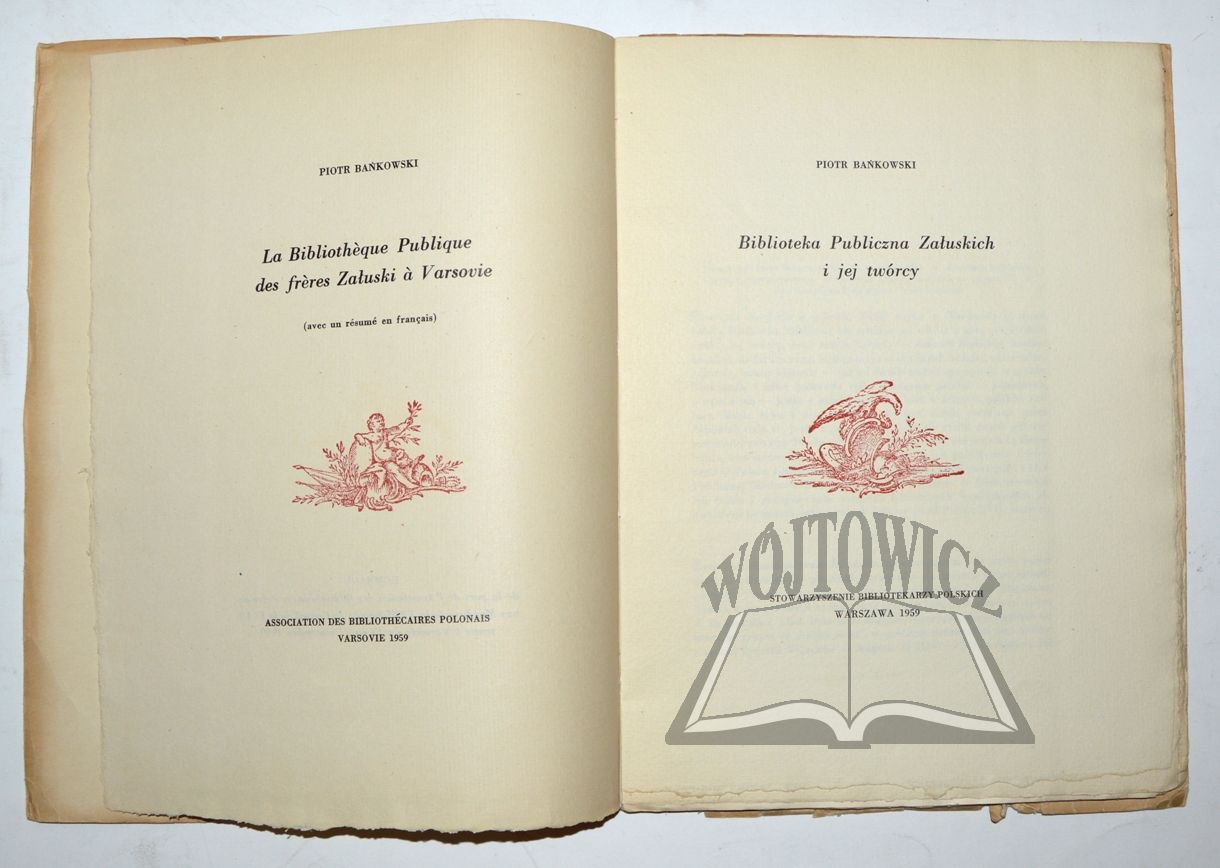 PIOTR BAŃKOWSKI
La Bibliothèque Publique
des frères Załuski à Varsovie
(avec un résumé en français)
ASSOCIATION DES BIBLIOTHÉCAIRES POLONAIS
VARSOVIE 1959
PIOTR BAŃKOWSKI
Biblioteka Publiczna Załuskich
i jej twórcy
WÓJTOWICZ
STOWARZYSZENIE BIBLIOTEKARZY POLSKICH
WARSZAWA 1959